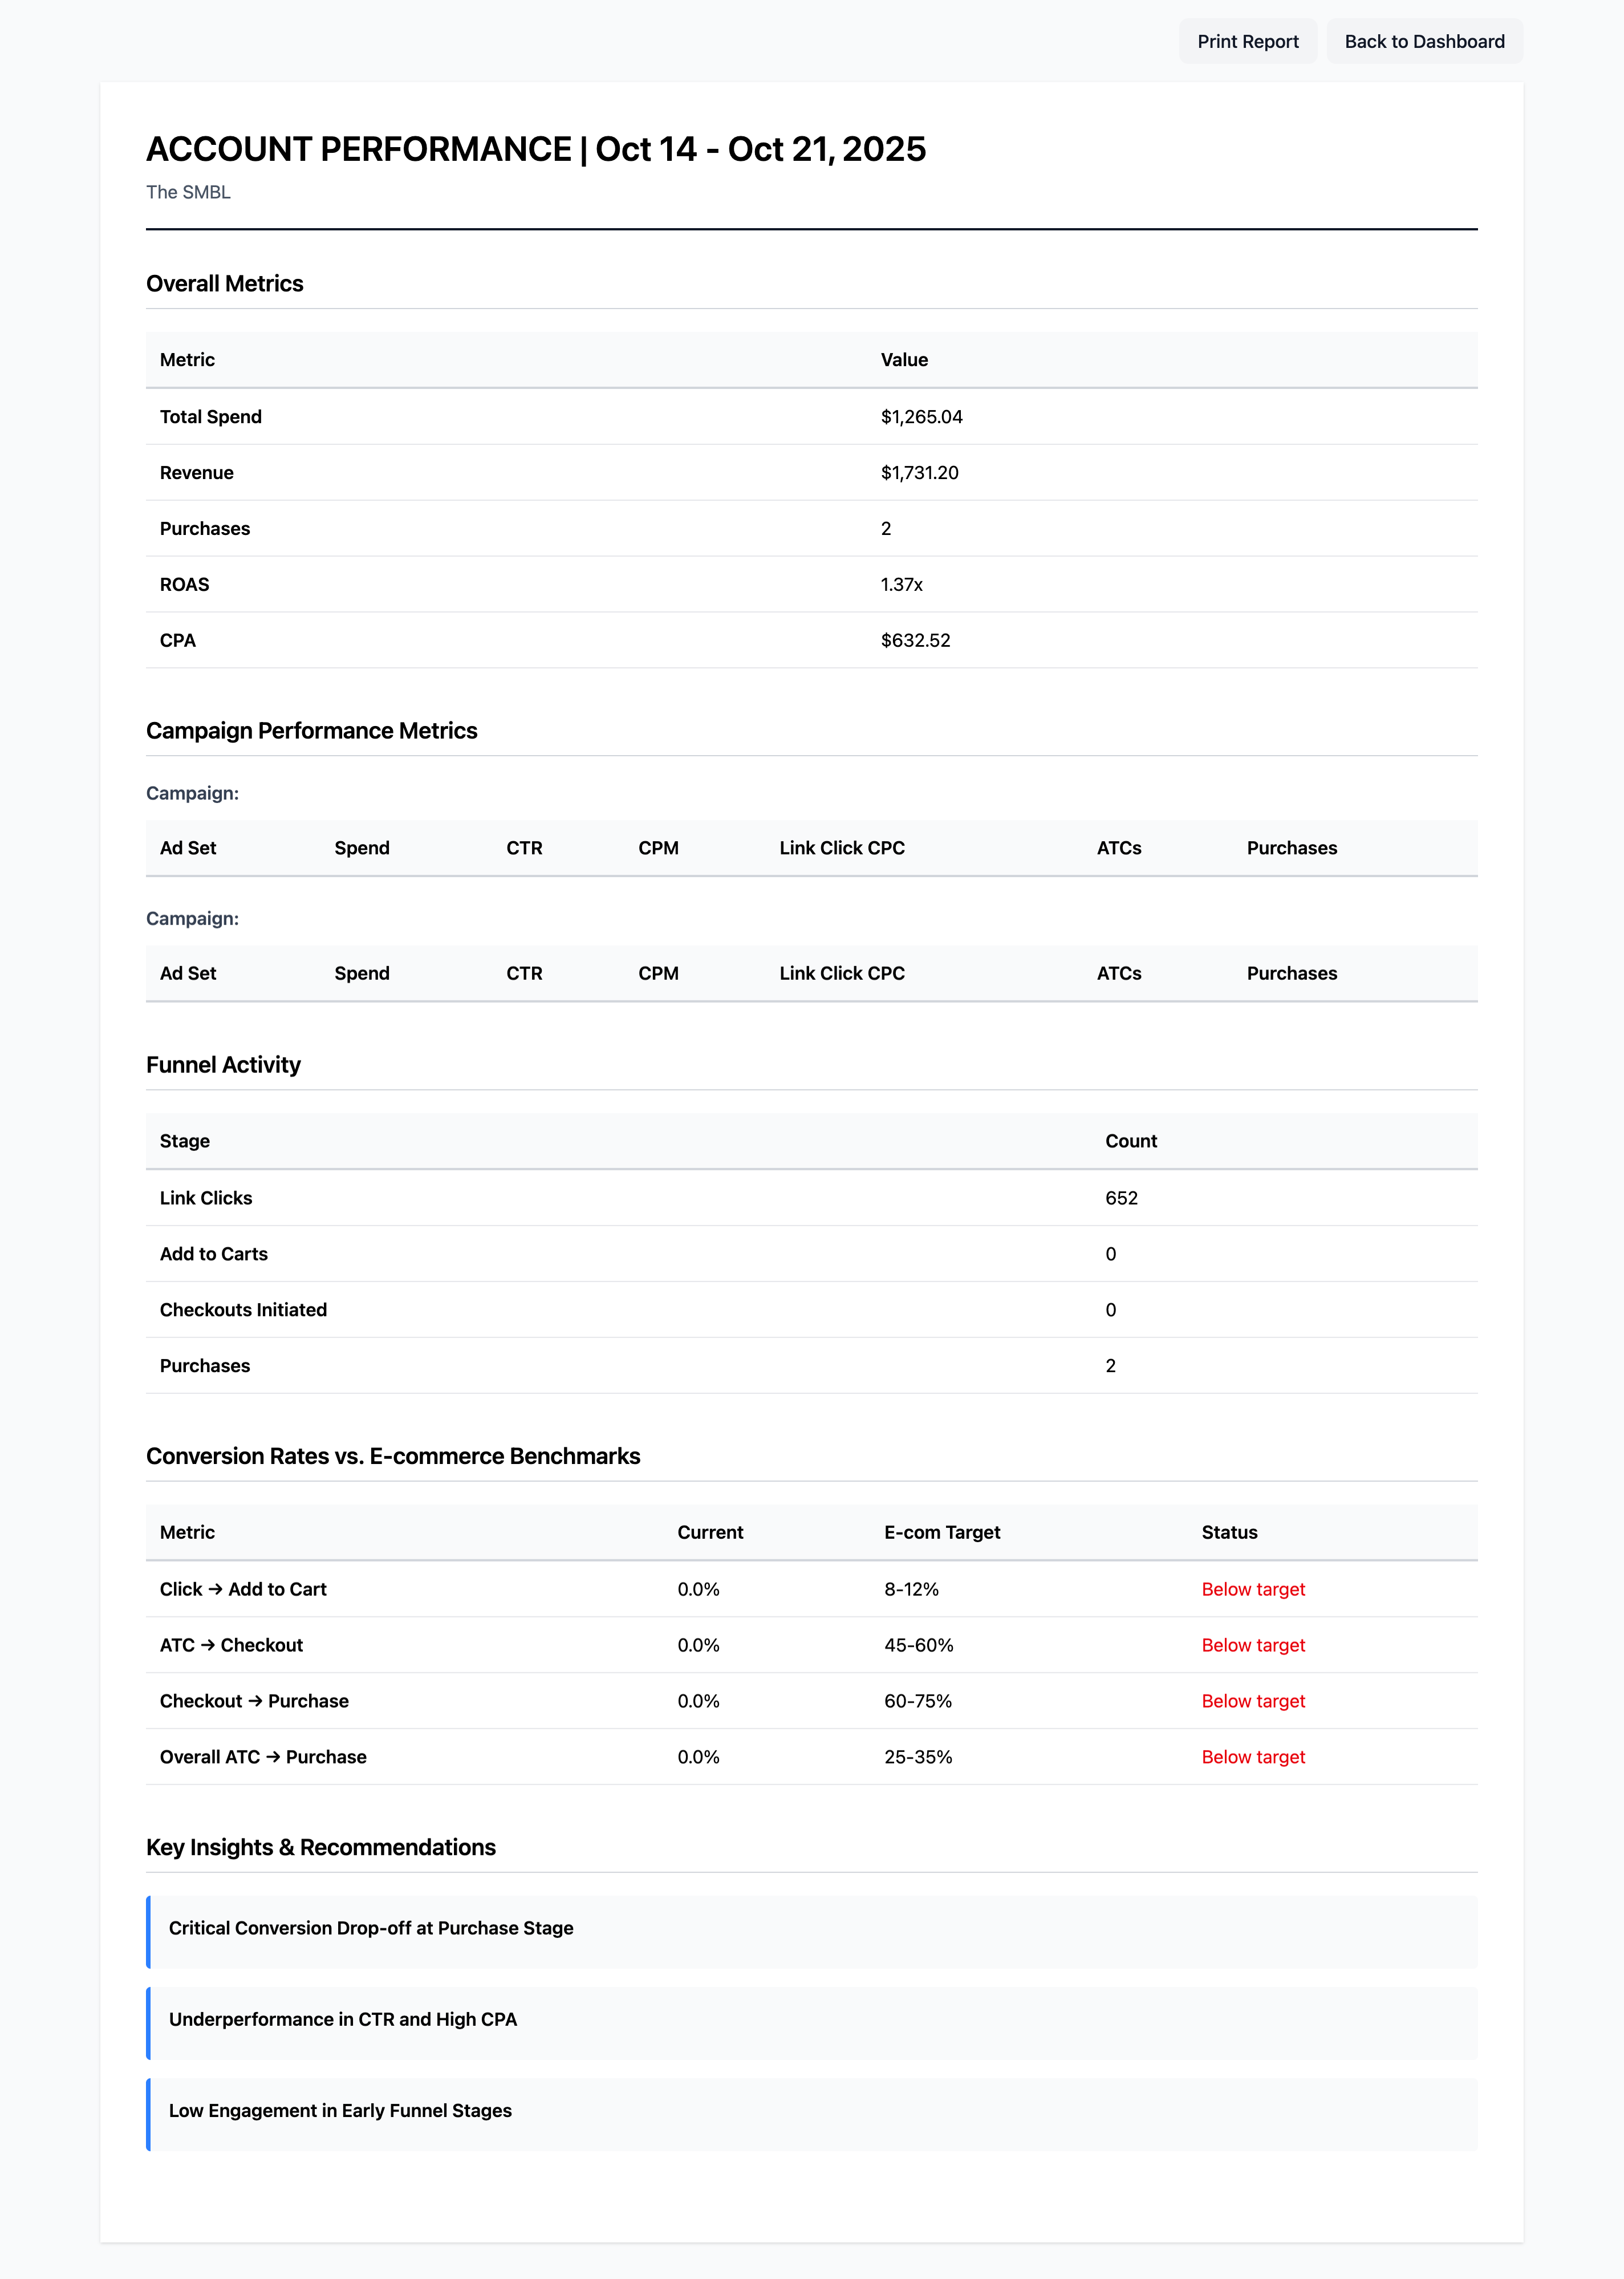 Print Report Back to Dashboard
ACCOUNT PERFORMANCE | Oct 14 - Oct 21, 2025
The SMBL
Overall Metrics
Metric Value
Total Spend $1,265.04
Revenue $1,731.20
Purchases 2
ROAS 1.37x
CPA $632.52
Campaign Performance Metrics
Campaign:
Ad Set Spend CTR CPM Link Click CPC ATCs Purchases
Campaign:
Ad Set Spend CTR CPM Link Click CPC ATCs Purchases
Funnel Activity
Stage Count
Link Clicks 652
Add to Carts 0
Checkouts Initiated 0
Purchases 2
Conversion Rates vs. E-commerce Benchmarks
Metric Current E-com Target Status
Click → Add to Cart 0.0% 8-12% Below target
ATC → Checkout 0.0% 45-60% Below target
Checkout → Purchase 0.0% 60-75% Below target
Overall ATC → Purchase 0.0% 25-35% Below target
Key Insights & Recommendations
Critical Conversion Drop-off at Purchase Stage
Underperformance in CTR and High CPA
Low Engagement in Early Funnel Stages